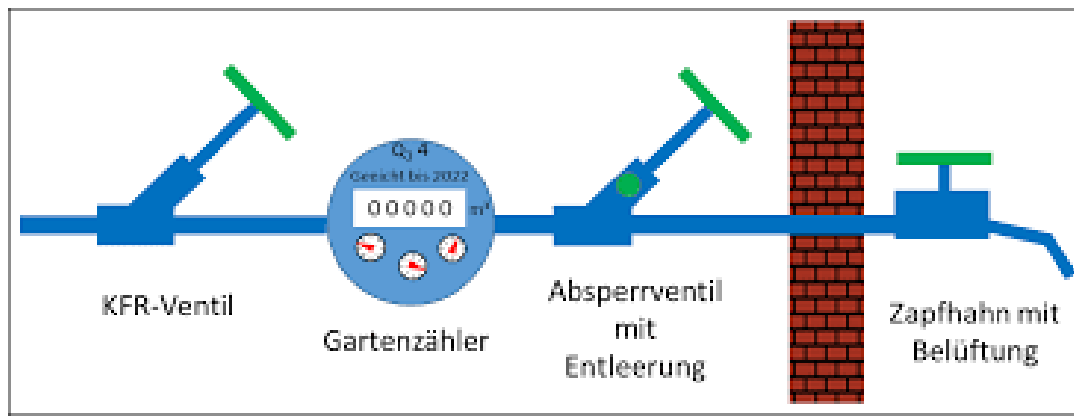 Q3 4
Geeicht bis 2022
00000 m³
KFR-Ventil
Gartenzähler
Absperrventil
mit
Entleerung
Zapfhahn mit
Belüftung